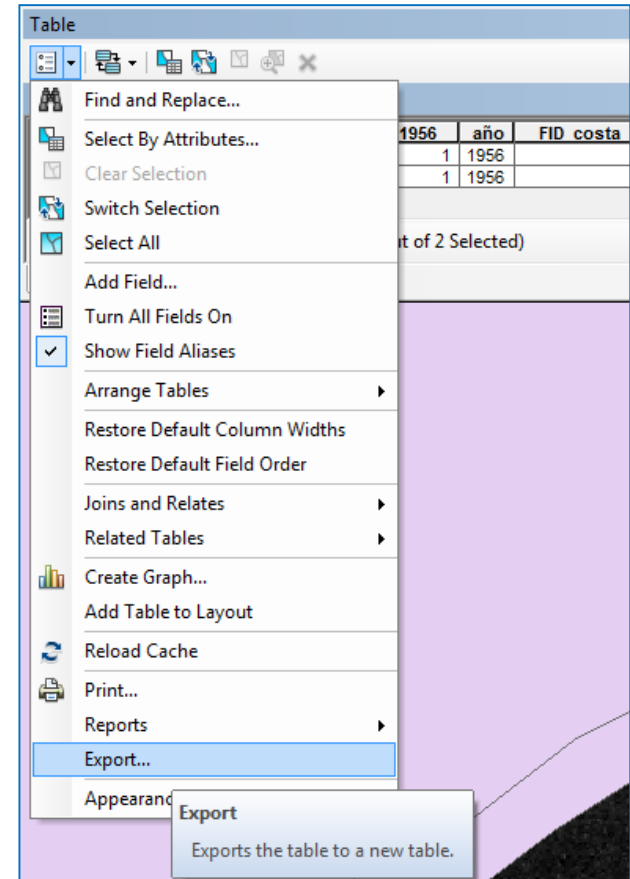 Table
Find and Replace...
1956 año FID costa
Select By Attributes...
1 1956
Clear Selection
1 1956
Switch Selection
Select All
t of 2 Selected)
Add Field...
Turn All Fields On
Show Field Aliases
Arrange Tables
Restore Default Column Widths
Restore Default Field Order
Joins and Relates
Related Tables
Create Graph...
Add Table to Layout
Reload Cache
Print...
Reports
Export...
Appearanc
Export
Exports the table to a new table.